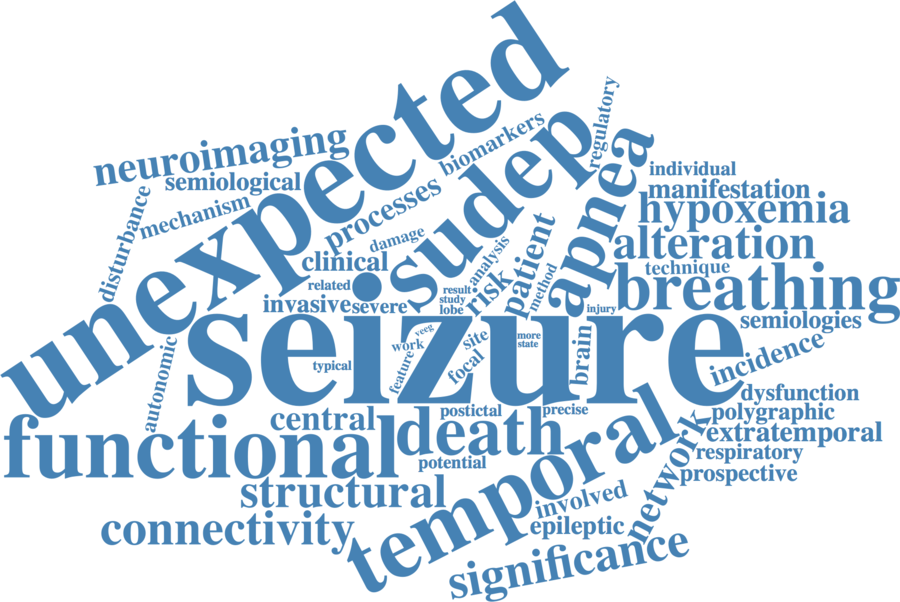 unexpected
regulatory
biomarkers
sudep
neuroimaging
apnea
individual
semiological
manifestation
processes
mechanism
hypoxemia
disturbance
damage
patient
alteration
analysis
clinical
technique
method
breathing
related
result
risk
study
invasive
severe
lobe
injury
semiologies
seizure
veeg
site
more
state
work
brain
incidence
autonomic
feature
focal
typical
dysfunction
postictal
precise
polygraphic
central
death
temporal
network
extratemporal
functional
respiratory
potential
prospective
structural
involved
connectivity
epileptic
significance